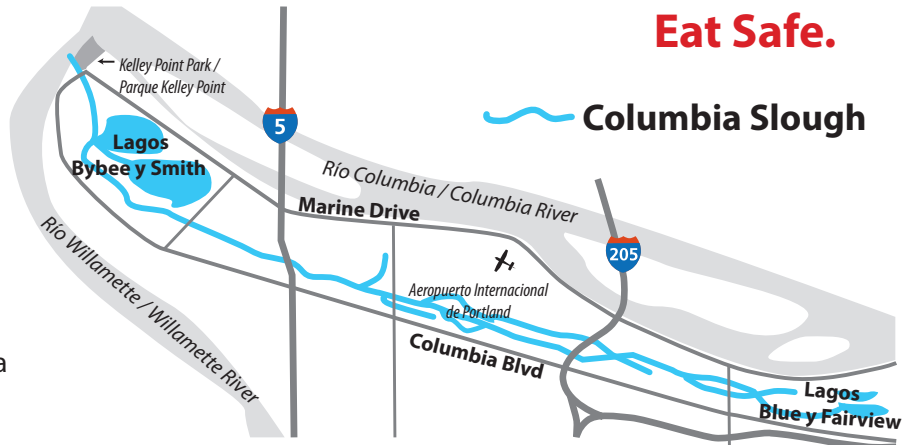 Eat Safe.
Kelley Point Park /
Parque Kelley Point
5
Columbia Slough
Lagos
Bybee y Smith
Río Columbia / Columbia River
Marine Drive
205
Río Willamette / Willamette River
Aeropuerto Internacional
de Portland
Columbia Blvd
a
Lagos
Blue y Fairview